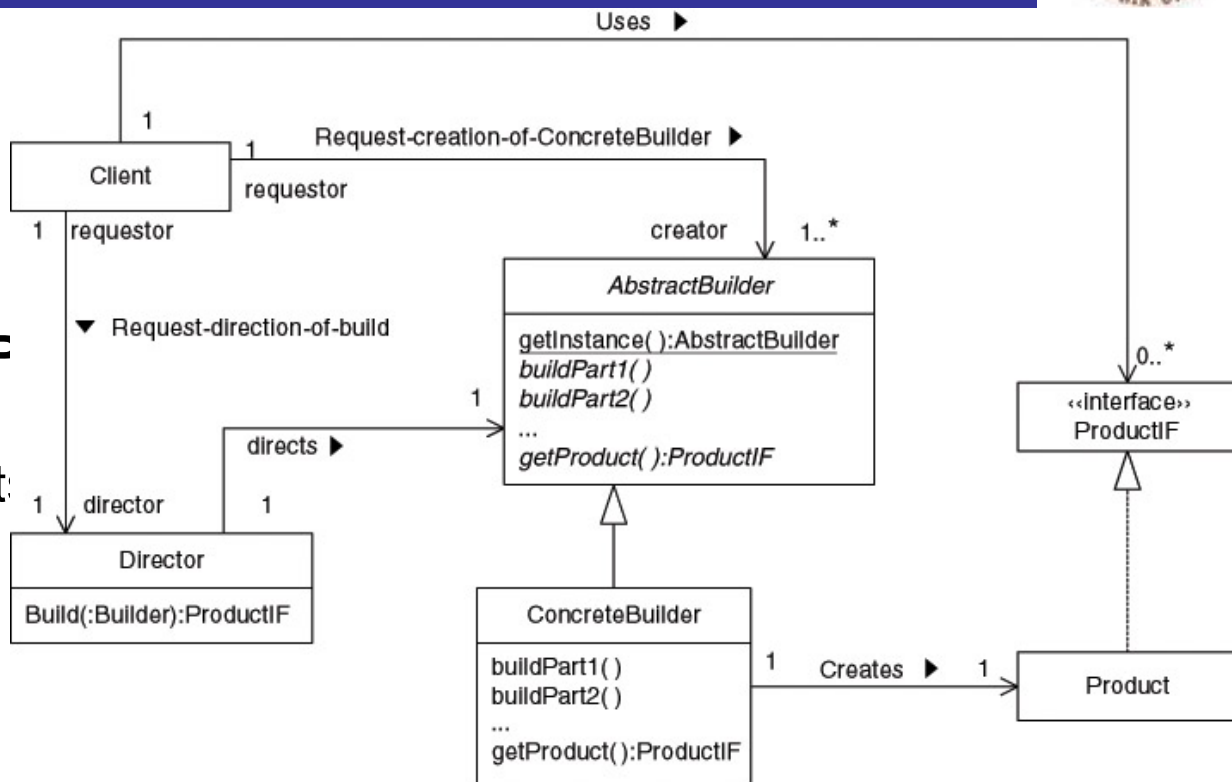 Uses ▶
1
Request-creation-of-ConcreteBuilder ▶
1
Client
requestor
1 requestor
creator 1..*
AbstractBuilder
▼ Request-direction-of-build
getInstance( ):AbstractBuilder
buildPart1( )
buildPart2( )
...
getProduct( ):ProductIF
0..*
‹‹interface››
ProductIF
1
directs ▶
1 director 1
Director
Build(:Builder):ProductIF
ConcreteBuilder
buildPart1( )
buildPart2( )
...
getProduct():ProductIF
1 Creates ▶ 1
Product